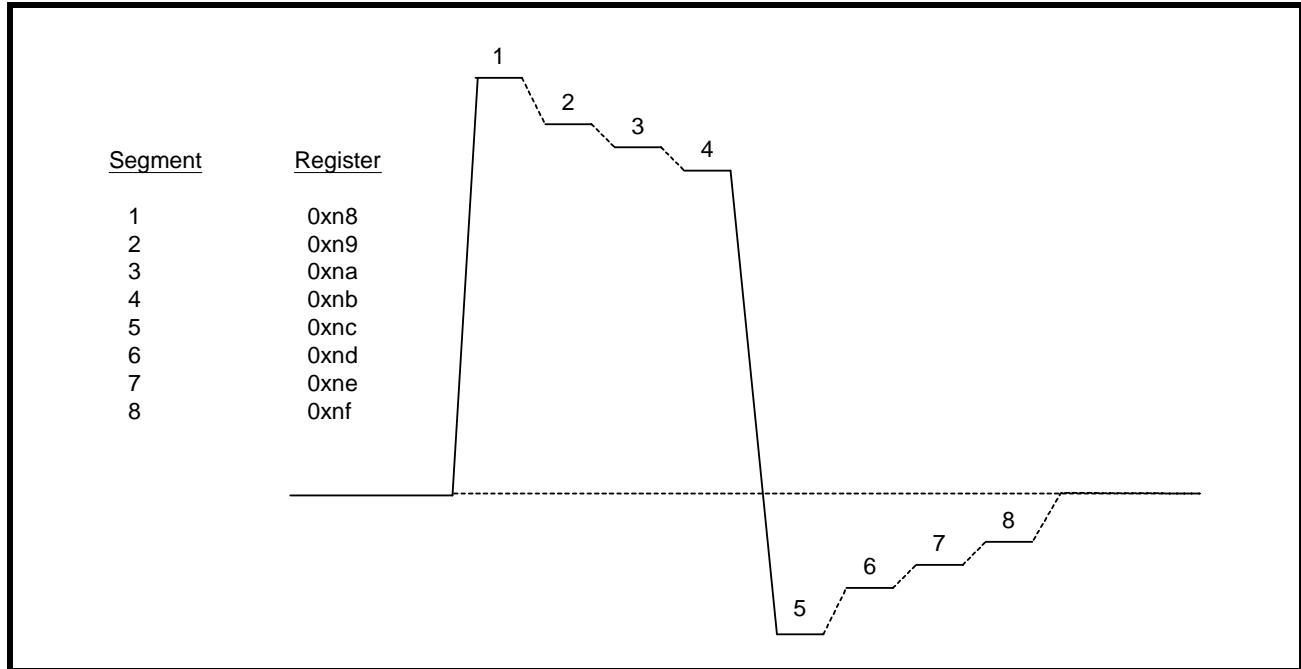 Segment Register
1 0xn8
2 0xn9
3 0xna
4 0xnb
5 0xnc
6 0xnd
7 0xne
8 0xnf
1
2
3
4
5
6
7
8